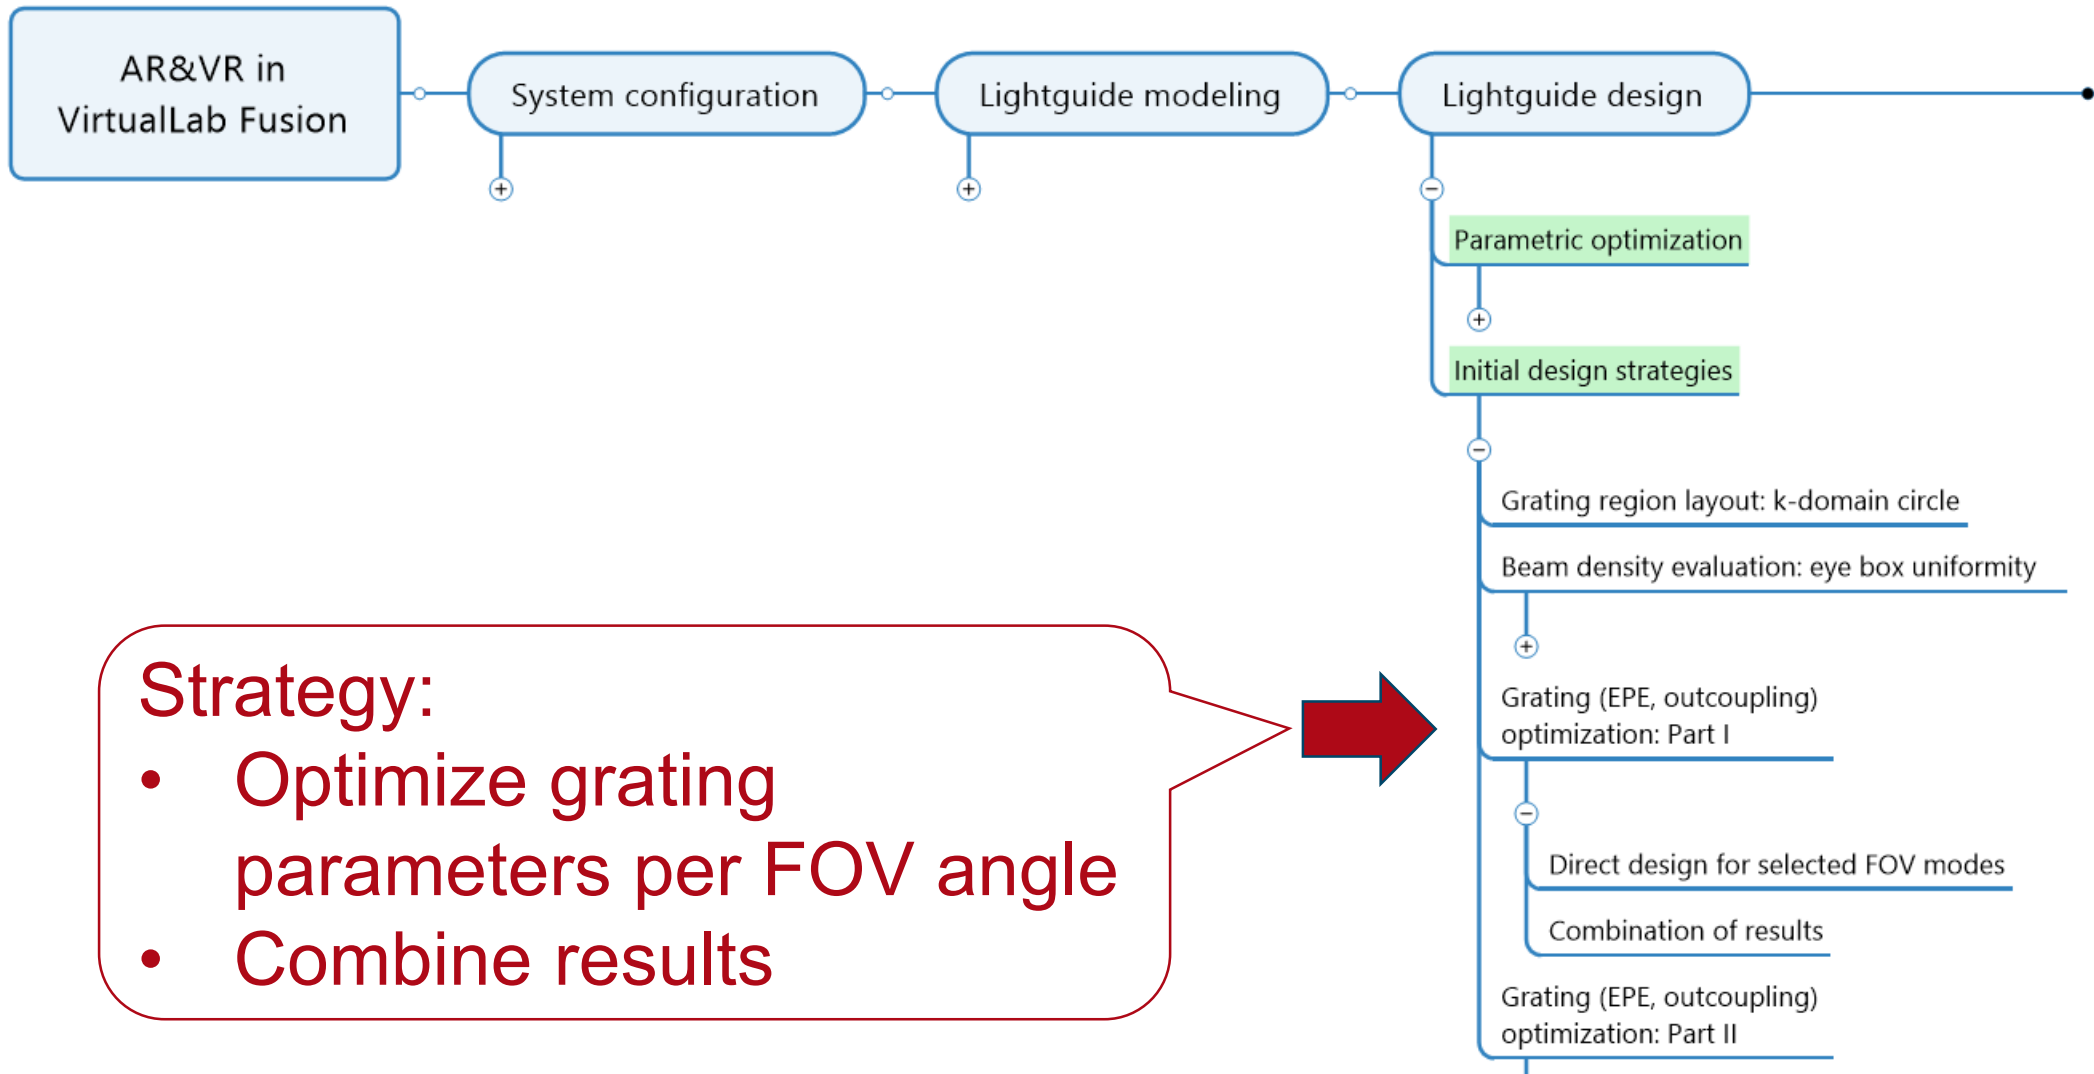 AR&VR in
VirtualLab Fusion
System configuration
Lightguide modeling
Lightguide design
Parametric optimization
Initial design strategies
Grating region layout: k-domain circle
Beam density evaluation: eye box uniformity
Grating (EPE, outcoupling)
optimization: Part I
Direct design for selected FOV modes
Combination of results
Grating (EPE, outcoupling)
optimization: Part II
Strategy:
• Optimize grating
parameters per FOV angle
• Combine results